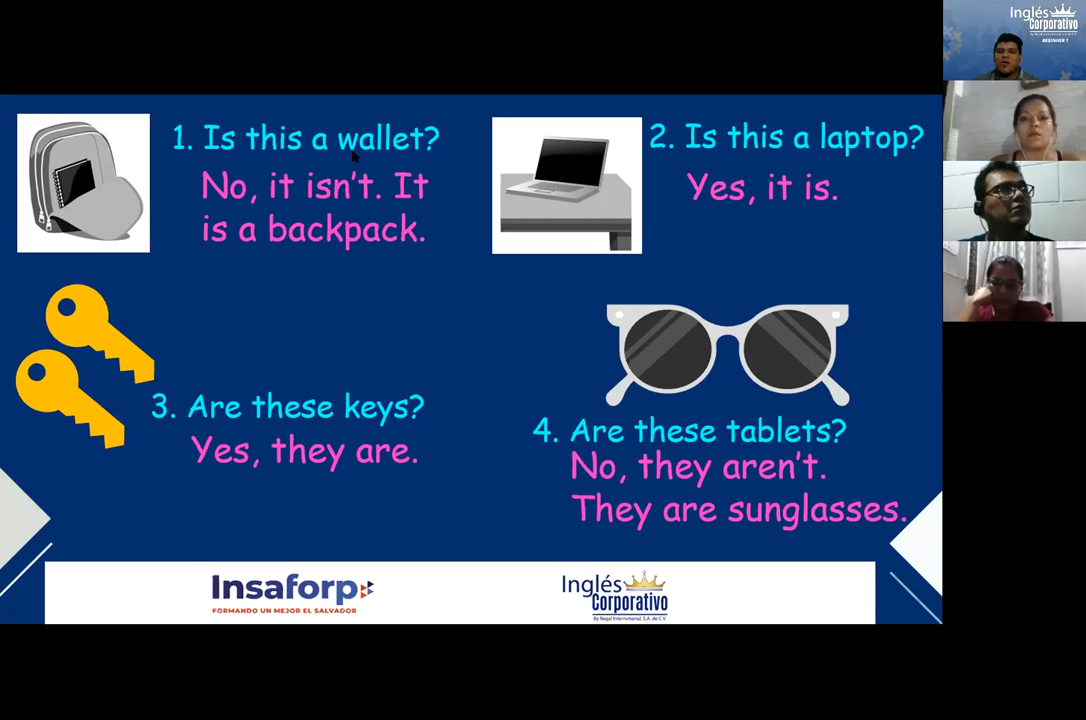 Inglés
Corporativo
BEGINNER 1
1. Is this a wallet?
No, it isn't. It
is a backpack.
2. Is this a laptop?
Yes, it is.
3. Are these keys?
Yes, they are.
4. Are these tablets?
No, they aren't.
They are sunglasses.
Insaforp
FORMANDO UN MEJOR EL SALVADOR
Inglés
Corporativo
By Regal International, S.A. de C.V